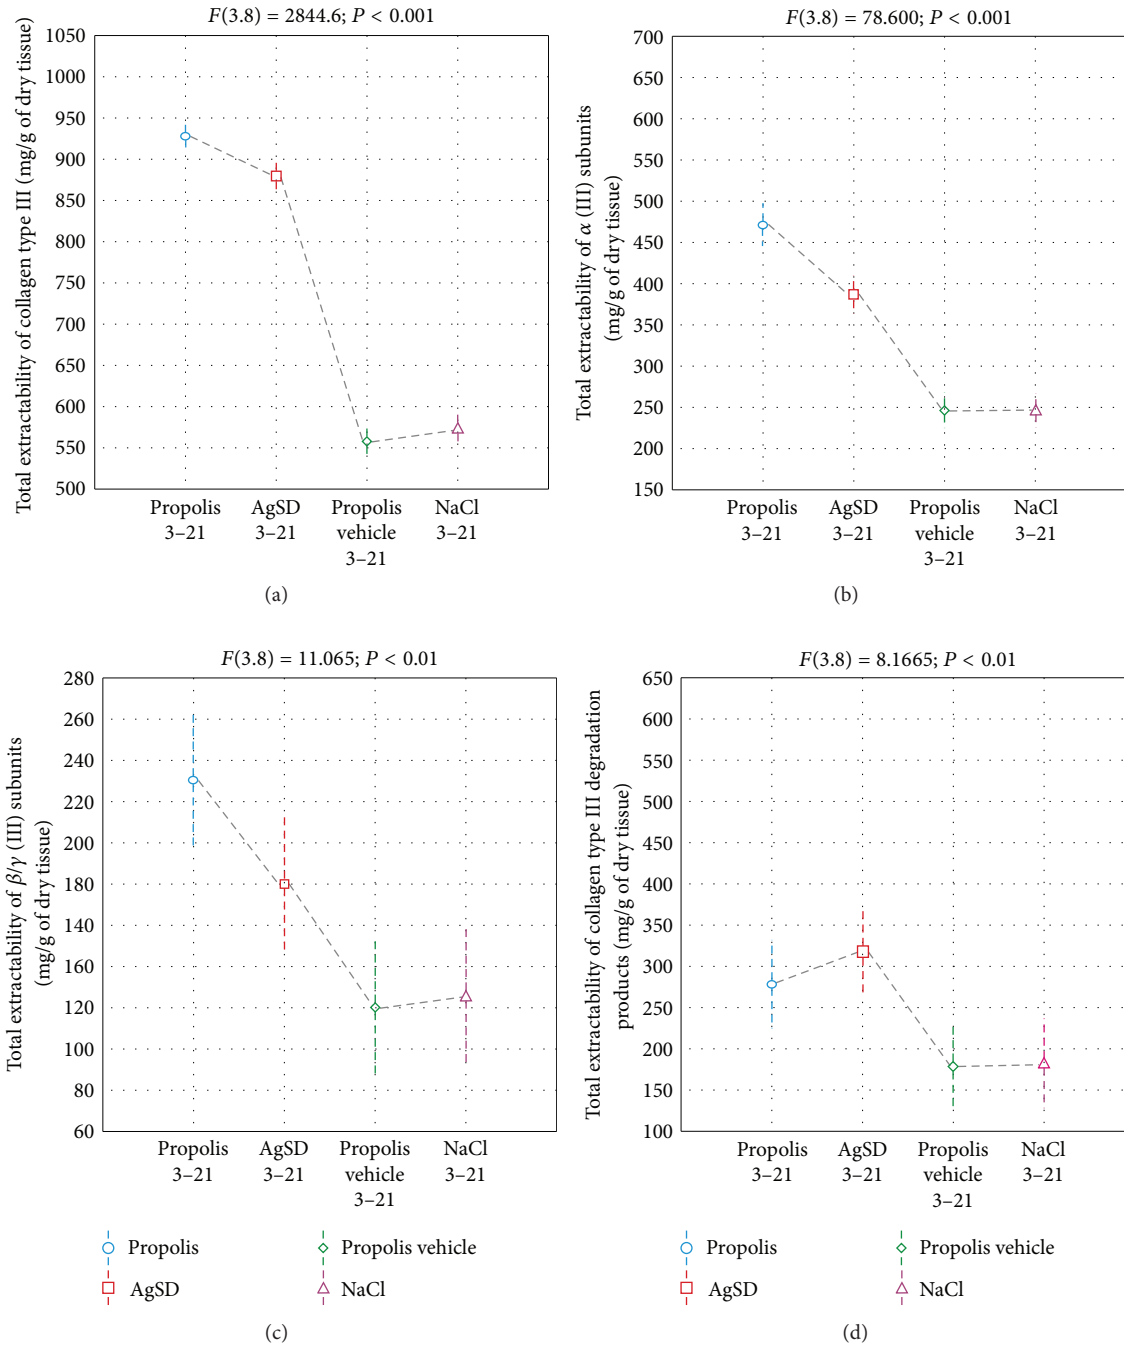 F(3.8) = 2844.6; P < 0.001
Total extractability of collagen type III (mg/g of dry tissue)
1050
1000
950
900
850
800
750
700
650
600
550
500
Propolis
3–21
AgSD
3–21
Propolis
vehicle
3–21
NaCl
3–21
(a)
F(3.8) = 78.600; P < 0.001
Total extractability of α (III) subunits
(mg/g of dry tissue)
700
650
600
550
500
450
400
350
300
250
200
150
Propolis
3–21
AgSD
3–21
Propolis
vehicle
3–21
NaCl
3–21
(b)
F(3.8) = 11.065; P < 0.01
Total extractability of β/γ (III) subunits
(mg/g of dry tissue)
280
260
240
220
200
180
140
160
120
100
80
60
Propolis
3–21
AgSD
3–21
Propolis
vehicle
3–21
NaCl
3–21
Propolis
AgSD
Propolis vehicle
NaCl
(c)
F(3.8) = 8.1665; P < 0.01
Total extractability of collagen type III degradation
products (mg/g of dry tissue)
650
600
550
500
450
400
350
300
250
200
150
100
Propolis
3–21
AgSD
3–21
Propolis
vehicle
3–21
NaCl
3–21
Propolis
AgSD
Propolis vehicle
NaCl
(d)